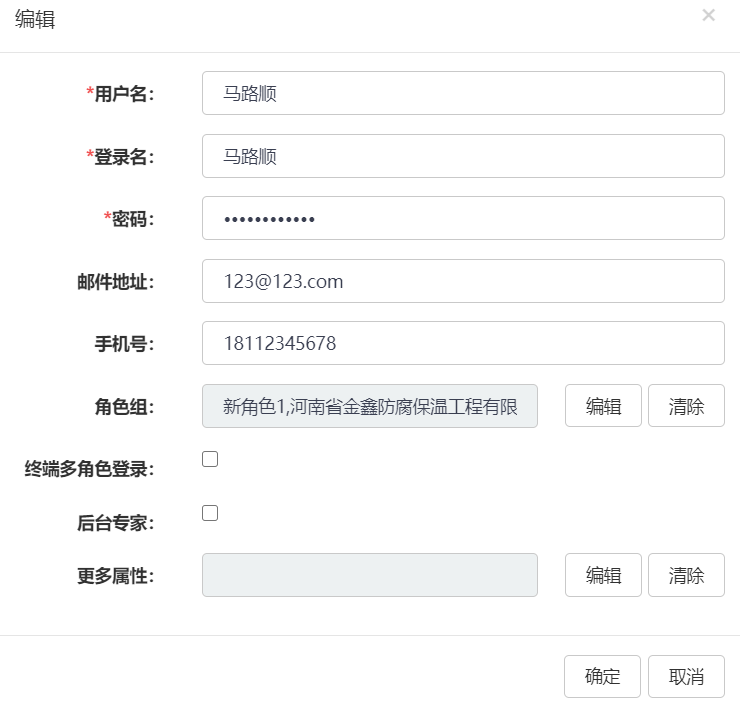 编辑 ×
*用户名: 马路顺
*登录名: 马路顺
*密码: ••••••••••••
邮件地址: 123@123.com
手机号: 18112345678
角色组: 新角色1,河南省金鑫防腐保温工程有限 编辑 清除
终端多角色登录:
后台专家:
更多属性: 编辑 清除
确定 取消